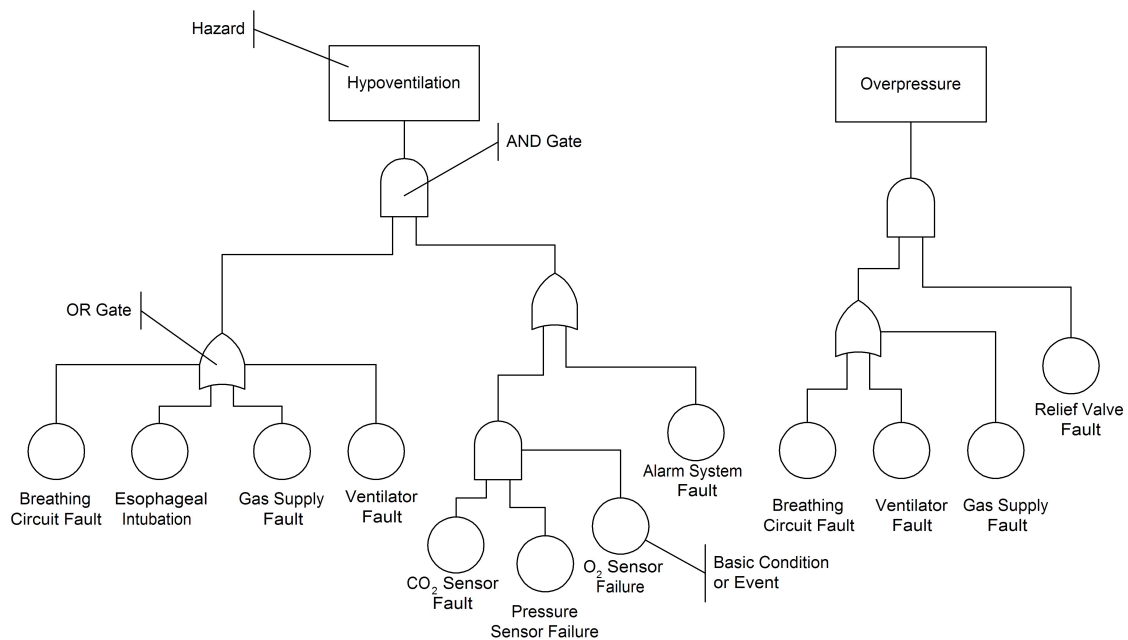 Hazard
Hypoventilation
Overpressure
AND Gate
OR Gate
Breathing
Circuit Fault
Esophageal
Intubation
Gas Supply
Fault
Ventilator
Fault
CO2 Sensor
Fault
Pressure
Sensor Failure
O2 Sensor
Failure
Alarm System
Fault
Basic Condition
or Event
Breathing
Circuit Fault
Ventilator
Fault
Gas Supply
Fault
Relief Valve
Fault